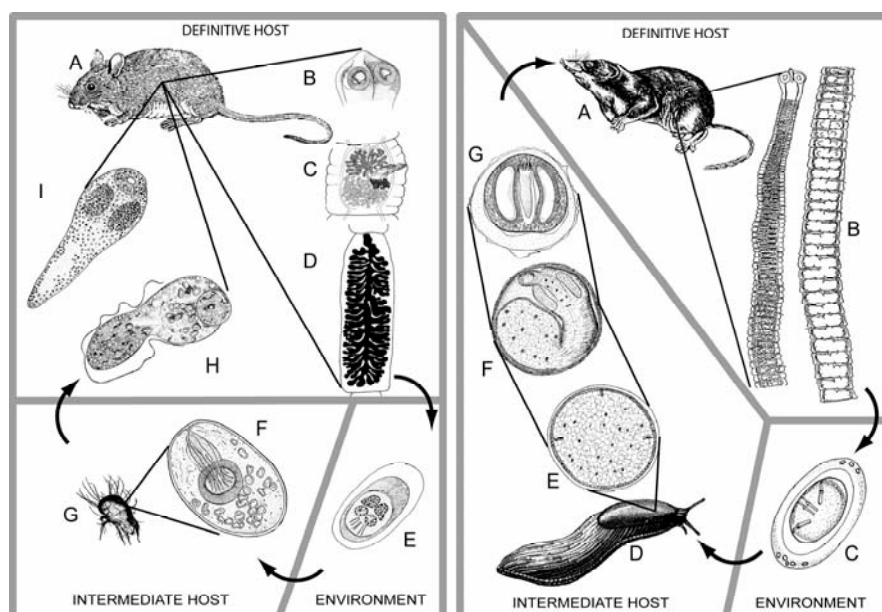 DEFINITIVE HOST
A
B
C
D
I
H
F
G
E
INTERMEDIATE HOST
ENVIRONMENT
DEFINITIVE HOST
A
G
B
F
E
D
C
INTERMEDIATE HOST
ENVIRONMENT